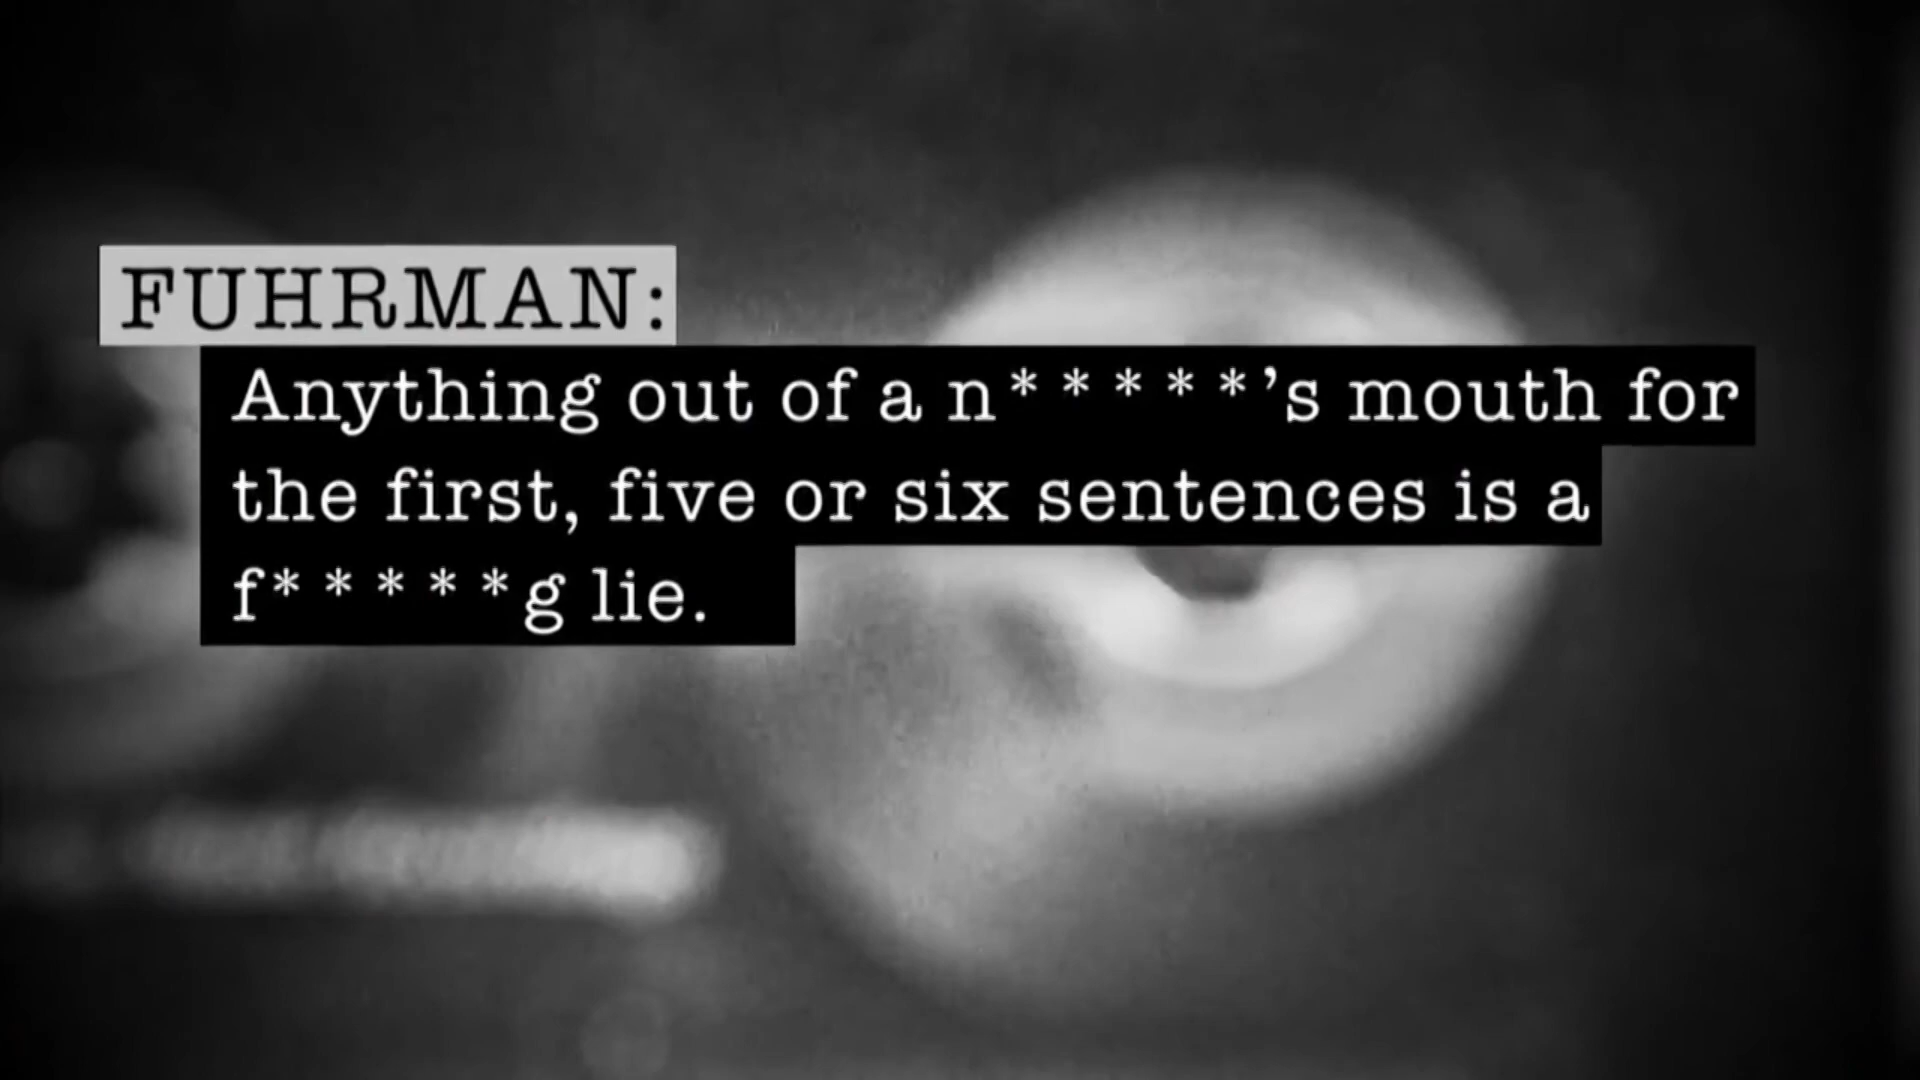 FUHRMAN:
Anything out of a n*****'s mouth for
the first, five or six sentences is a
f*****g lie.